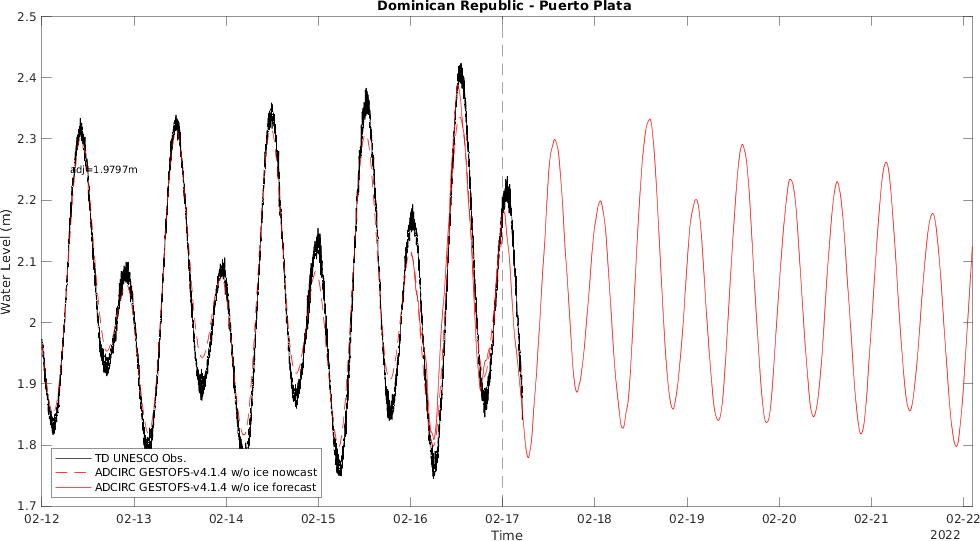 Dominican Republic - Puerto Plata
2.5
2.4
2.3
2.2
2.1
2
1.9
1.8
1.7
Water Level (m)
adj=1.9797m
TD UNESCO Obs.
ADCIRC GESTOFS-v4.1.4 w/o ice nowcast
ADCIRC GESTOFS-v4.1.4 w/o ice forecast
02-12 02-13 02-14 02-15 02-16 02-17 02-18 02-19 02-20 02-21 02-22
Time
2022